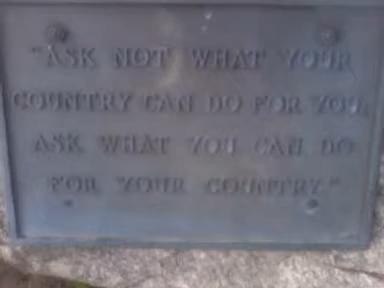 "ASK NOT WHAT YOUR
COUNTRY CAN DO FOR YOU,
ASK WHAT YOU CAN DO
FOR YOUR COUNTRY"